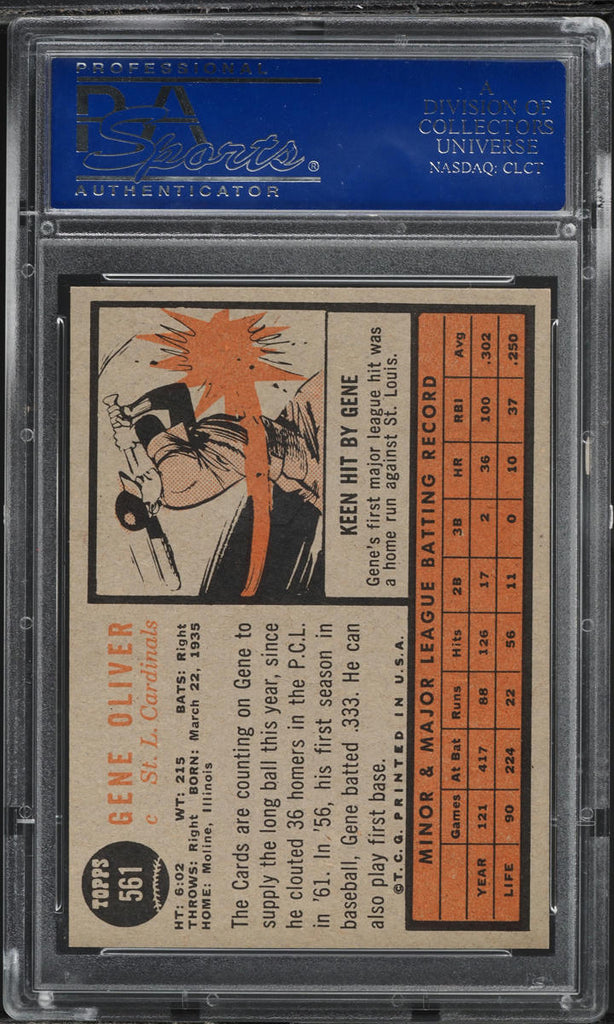 PROFESSIONAL
PSA
Sports®
AUTHENTICATOR
A
DIVISION OF
COLLECTORS
UNIVERSE
NASDAQ: CLCT
TOPPS
561
GENE OLIVER
c St. L. Cardinals
HT: 6:02 WT: 215 BATS: Right
THROWS: Right BORN: March 22, 1935
HOME: Moline, Illinois
The Cards are counting on Gene to
supply the long ball this year, since
he clouted 36 homers in the P.C.L.
in '61. In '56, his first season in
baseball, Gene batted .333. He can
also play first base.
©T.C.G. PRINTED IN U.S.A.
KEEN HIT BY GENE
Gene's first major league hit was
a home run against St. Louis.
MINOR & MAJOR LEAGUE BATTING RECORD
Games At Bat Runs Hits 2B 3B HR RBI Avg
YEAR 121 417 88 126 17 2 36 100 .302
LIFE 90 224 22 56 11 0 10 37 .250